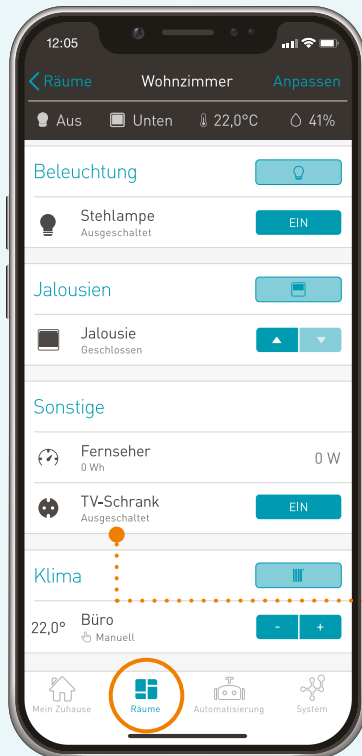 12:05
Räume Wohnzimmer Anpassen
Aus Unten 22,0°C 41%
Beleuchtung
Stehlampe EIN
Ausgeschaltet
Jalousien
Jalousie
Geschlossen
Sonstige
Fernseher 0 W
0 Wh
TV-Schrank EIN
Ausgeschaltet
Klima
22,0° Büro - +
Manuell
Mein Zuhause Räume Automatisierung System